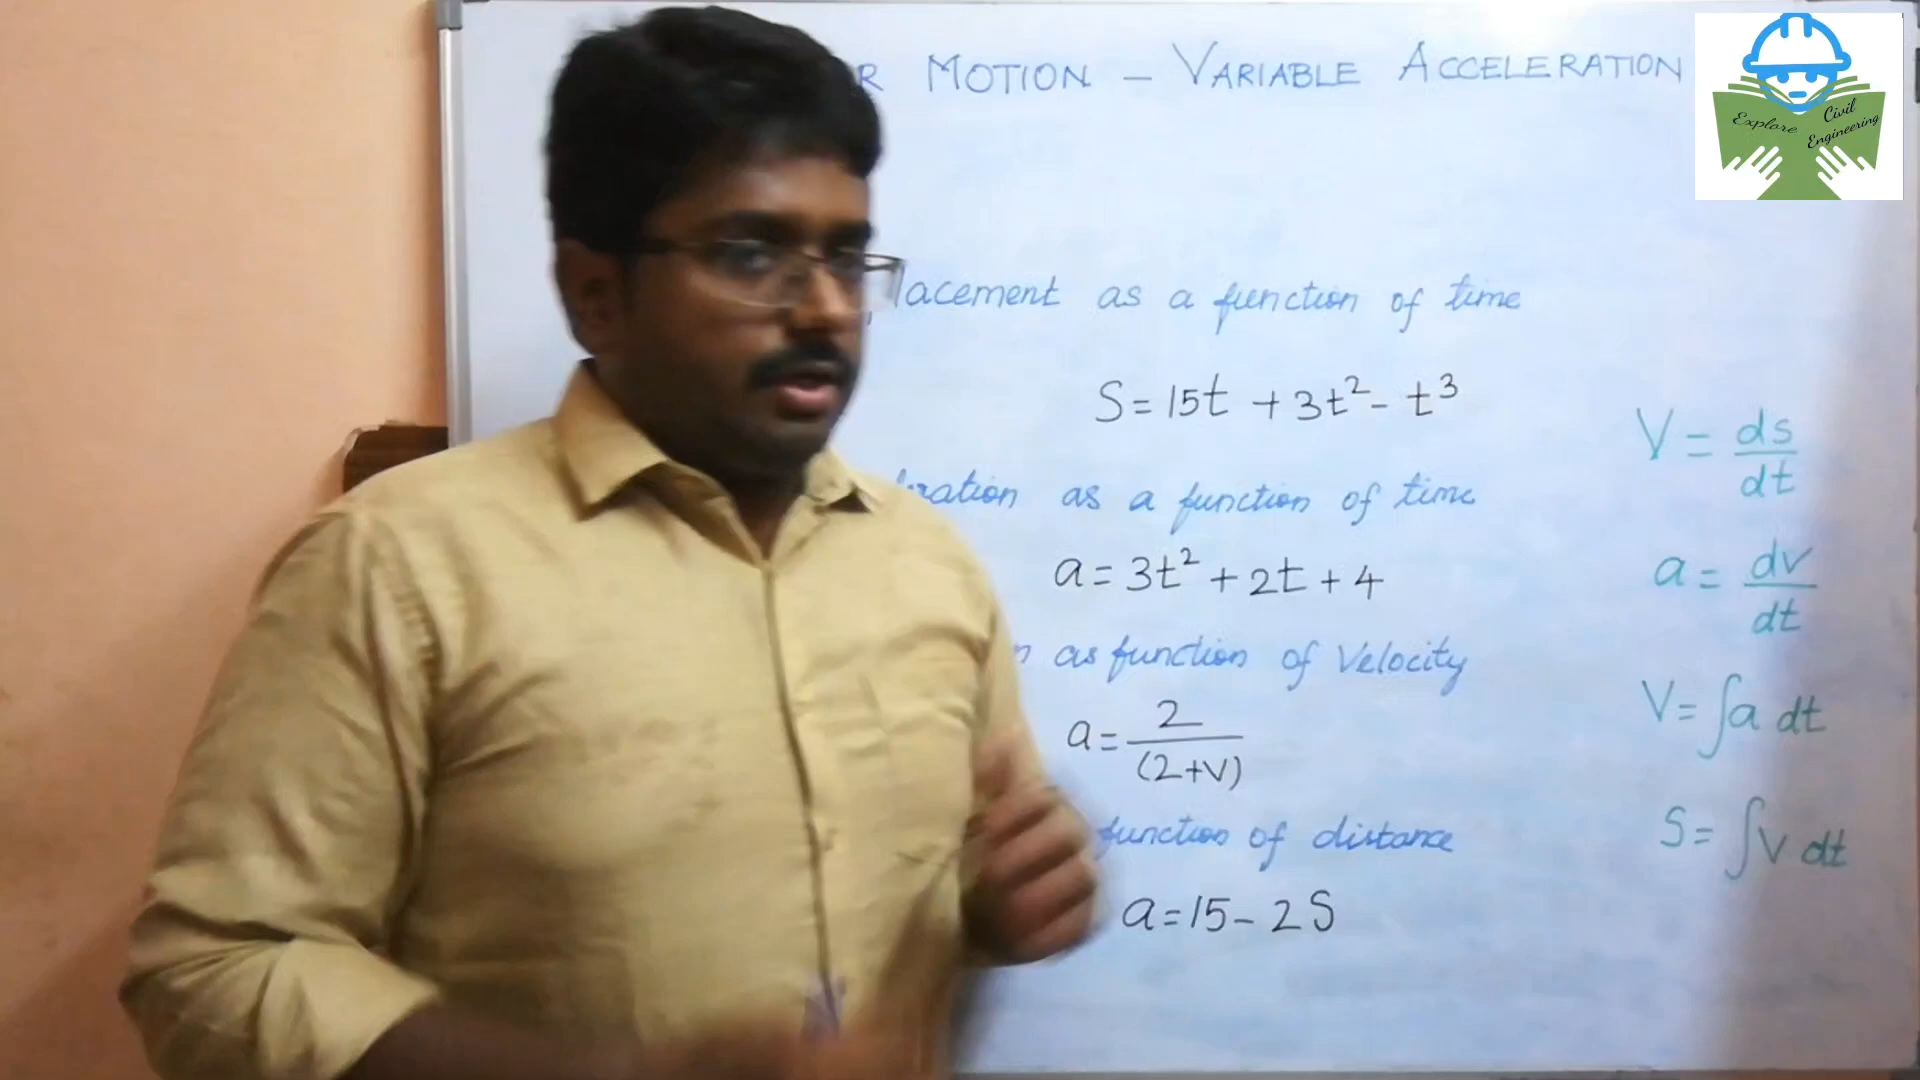 R MOTION – VARIABLE ACCELERATION
Explore Civil Engineering
lacement as a function of time
S = 15t + 3t² - t³
V = ds/dt
ration as a function of time
a = 3t² + 2t + 4
a = dv/dt
n as function of Velocity
a = 2/(2+V)
V = ∫a dt
function of distance
S = ∫V dt
a = 15 - 2S